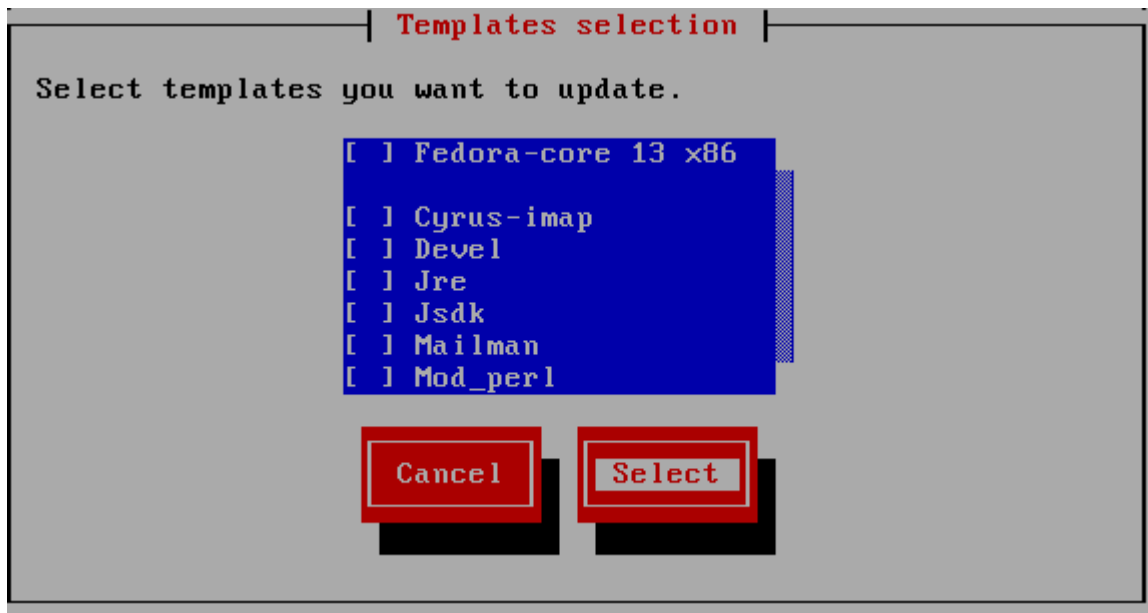 Templates selection
Select templates you want to update.
[ ] Fedora-core 13 x86
[ ] Cyrus-imap
[ ] Devel
[ ] Jre
[ ] Jsdk
[ ] Mailman
[ ] Mod_perl
Cancel Select